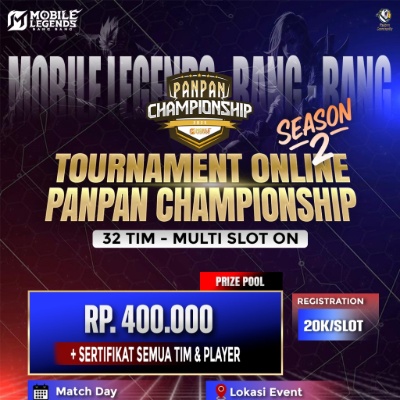 MOBILE
LEGENDS
BANG BANG
MOBILE LEGENDS BANG - BANG
PANPAN
CHAMPIONSHIP
SEASON
2
TOURNAMENT ONLINE
PANPAN CHAMPIONSHIP
32 TIM - MULTI SLOT ON
PRIZE POOL
RP. 400.000
+ SERTIFIKAT SEMUA TIM & PLAYER
REGISTRATION
20K/SLOT
Match Day
Lokasi Event